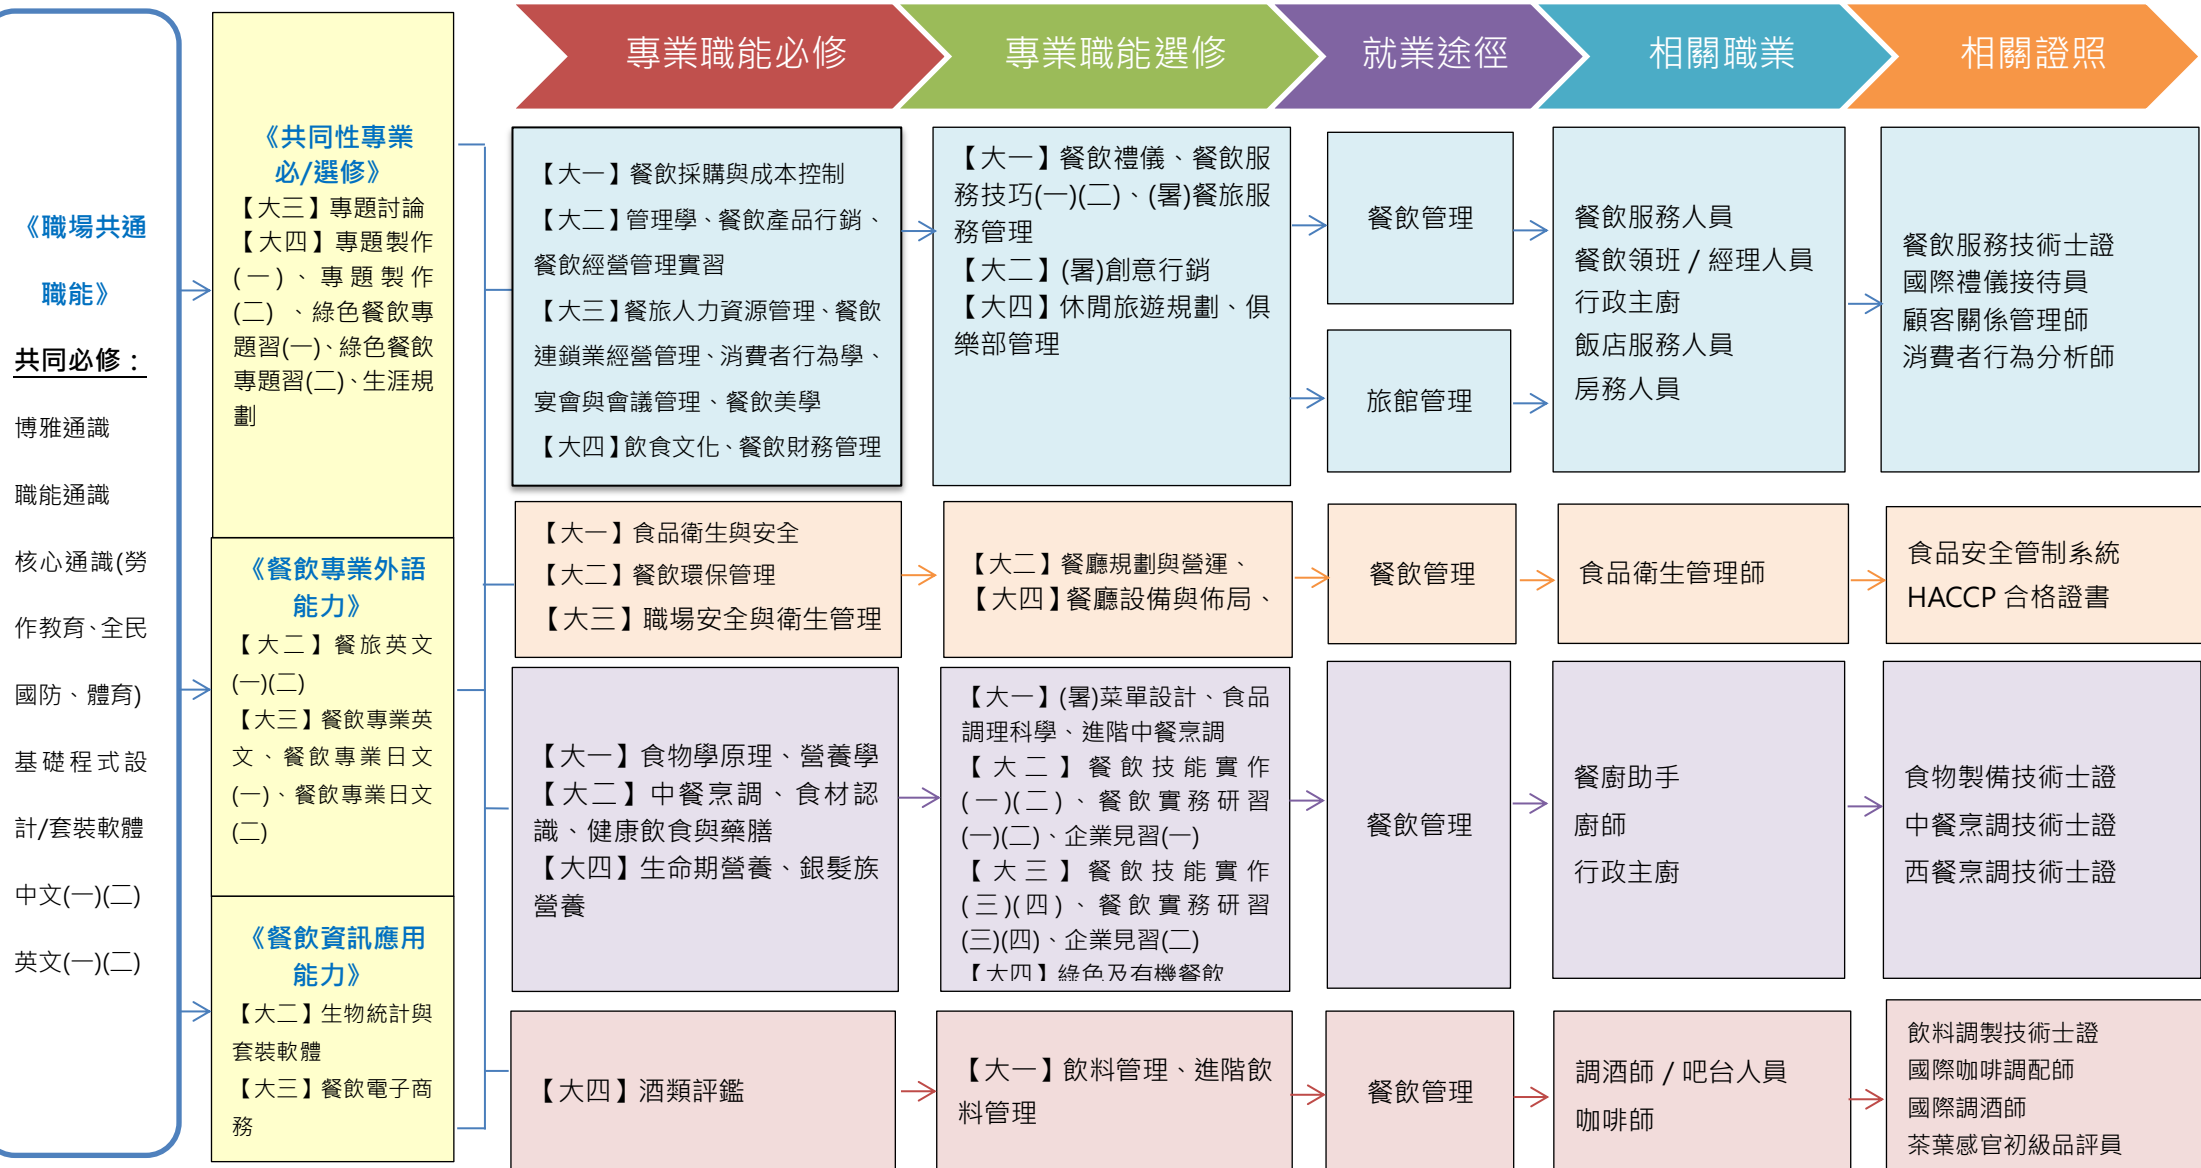 《職場共通
職能》
共同必修：
博雅通識
職能通識
核心通識(勞
作教育、全民
國防、體育)
基礎程式設
計/套裝軟體
中文(一)(二)
英文(一)(二)
《共同性專業
必/選修》
【大三】專題討論
【大四】專題製作
(一)、專題製作
(二)、綠色餐飲專
題習(一)、綠色餐飲
專題習(二)、生涯規
劃
《餐飲專業外語
能力》
【大二】餐旅英文
(一)(二)
【大三】餐飲專業英
文、餐飲專業日文
(一)、餐飲專業日文
(二)
《餐飲資訊應用
能力》
【大二】生物統計與
套裝軟體
【大三】餐飲電子商
務
專業職能必修
專業職能選修
就業途徑
相關職業
相關證照
【大一】餐飲採購與成本控制
【大二】管理學、餐飲產品行銷、
餐飲經營管理實習
【大三】餐旅人力資源管理、餐飲
連鎖業經營管理、消費者行為學、
宴會與會議管理、餐飲美學
【大四】飲食文化、餐飲財務管理
【大一】餐飲禮儀、餐飲服
務技巧(一)(二)、(暑)餐旅服
務管理
【大二】(暑)創意行銷
【大四】休閒旅遊規劃、俱
樂部管理
餐飲管理
旅館管理
餐飲服務人員
餐飲領班 / 經理人員
行政主廚
飯店服務人員
房務人員
餐飲服務技術士證
國際禮儀接待員
顧客關係管理師
消費者行為分析師
【大一】食品衛生與安全
【大二】餐飲環保管理
【大三】職場安全與衛生管理
【大二】餐廳規劃與營運、
【大四】餐廳設備與佈局、
餐飲管理
食品衛生管理師
食品安全管制系統
HACCP 合格證書
【大一】食物學原理、營養學
【大二】中餐烹調、食材認
識、健康飲食與藥膳
【大四】生命期營養、銀髮族
營養
【大一】(暑)菜單設計、食品
調理科學、進階中餐烹調
【大二】餐飲技能實作
(一)(二)、餐飲實務研習
(一)(二)、企業見習(一)
【大三】餐飲技能實作
(三)(四)、餐飲實務研習
(三)(四)、企業見習(二)
【大四】綠色及有機餐飲
餐飲管理
餐廚助手
廚師
行政主廚
食物製備技術士證
中餐烹調技術士證
西餐烹調技術士證
【大四】酒類評鑑
【大一】飲料管理、進階飲
料管理
餐飲管理
調酒師 / 吧台人員
咖啡師
飲料調製技術士證
國際咖啡調配師
國際調酒師
茶葉感官初級品評員